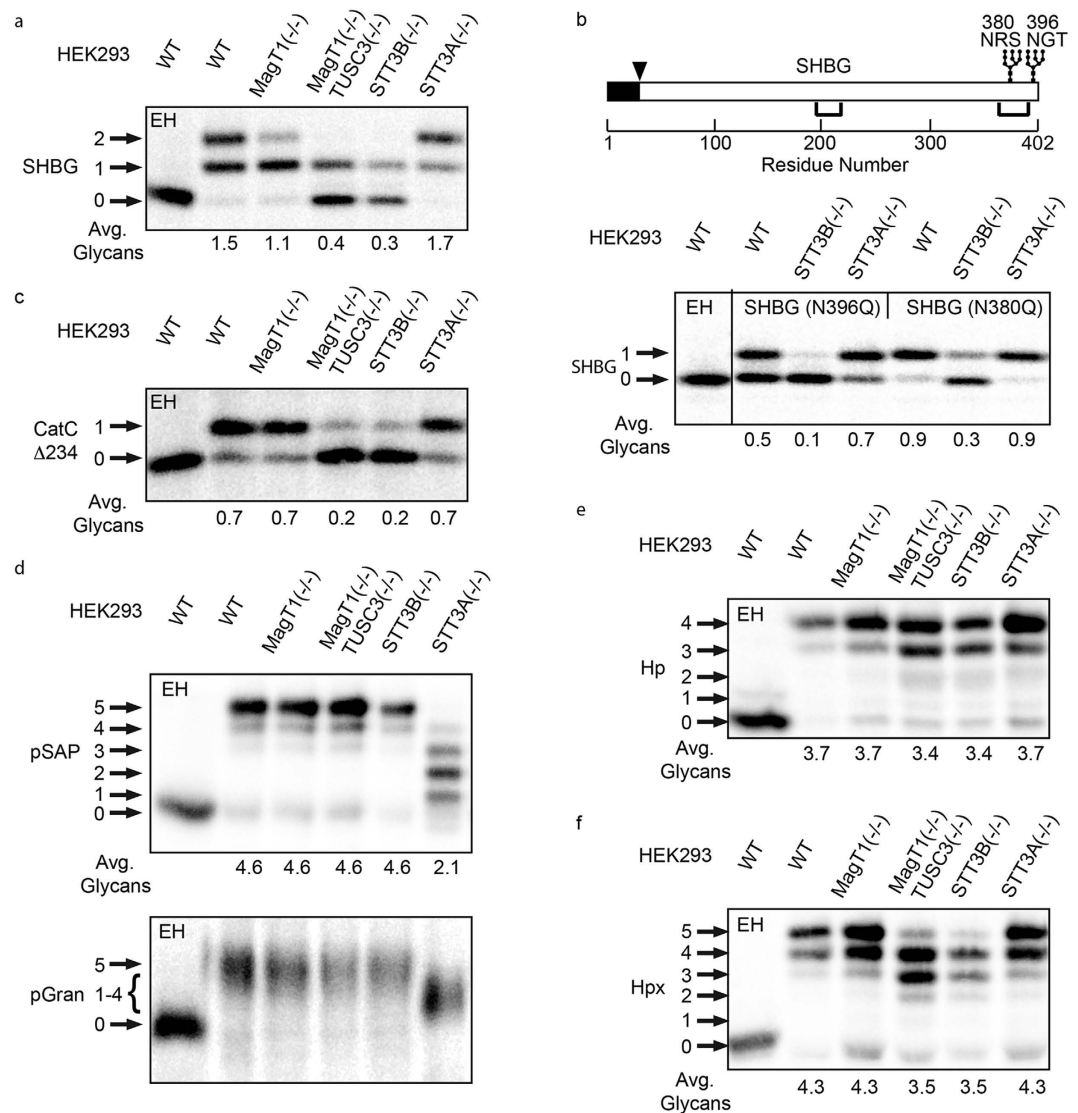 a
HEK293 WT WT MagT1(-/-) MagT1(-/-) TUSC3(-/-) STT3B(-/-) STT3A(-/-)
EH
2
SHBG 1
0
Avg. Glycans 1.5 1.1 0.4 0.3 1.7
b
380 396
NRS NGT
SHBG
1 100 200 300 402
Residue Number
HEK293 WT WT STT3B(-/-) STT3A(-/-) WT STT3B(-/-) STT3A(-/-)
EH SHBG (N396Q) SHBG (N380Q)
1
SHBG
0
Avg. Glycans 0.5 0.1 0.7 0.9 0.3 0.9
c
HEK293 WT WT MagT1(-/-) MagT1(-/-) TUSC3(-/-) STT3B(-/-) STT3A(-/-)
EH
CatC 1
Δ234 0
Avg. Glycans 0.7 0.7 0.2 0.2 0.7
d
HEK293 WT WT MagT1(-/-) MagT1(-/-) TUSC3(-/-) STT3B(-/-) STT3A(-/-)
EH
5
4
pSAP 3
2
1
0
Avg. Glycans 4.6 4.6 4.6 4.6 2.1
EH
5
pGran 1-4
0
e
HEK293 WT WT MagT1(-/-) MagT1(-/-) TUSC3(-/-) STT3B(-/-) STT3A(-/-)
EH
4
3
Hp 2
1
0
Avg. Glycans 3.7 3.7 3.4 3.4 3.7
f
HEK293 WT WT MagT1(-/-) MagT1(-/-) TUSC3(-/-) STT3B(-/-) STT3A(-/-)
EH
5
4
Hpx 3
2
1
0
Avg. Glycans 4.3 4.3 3.5 3.5 4.3